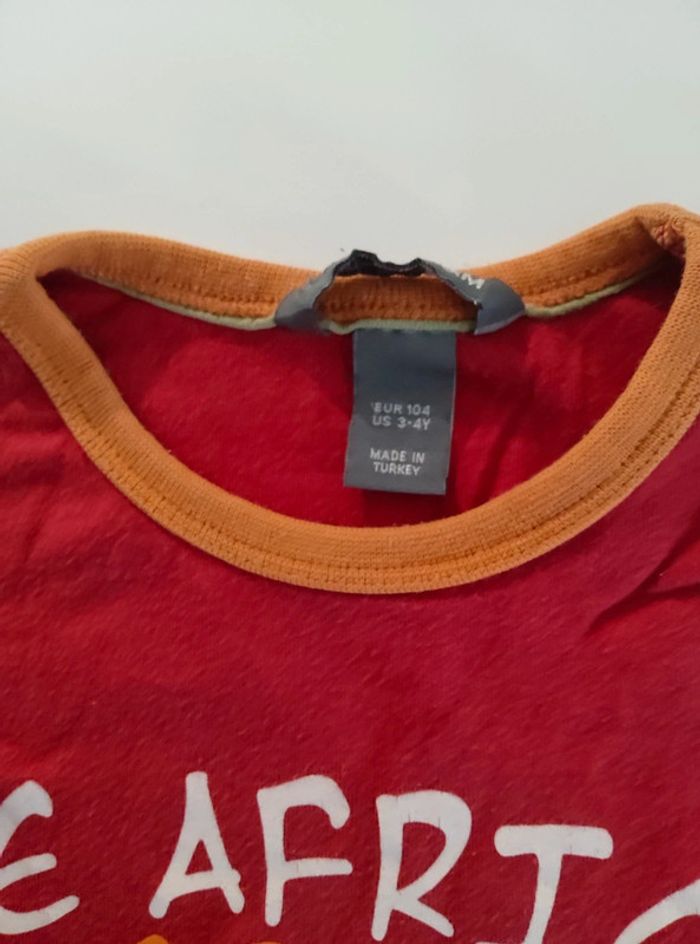 EUR 104
US 3-4Y
MADE IN
TURKEY
E AFRI